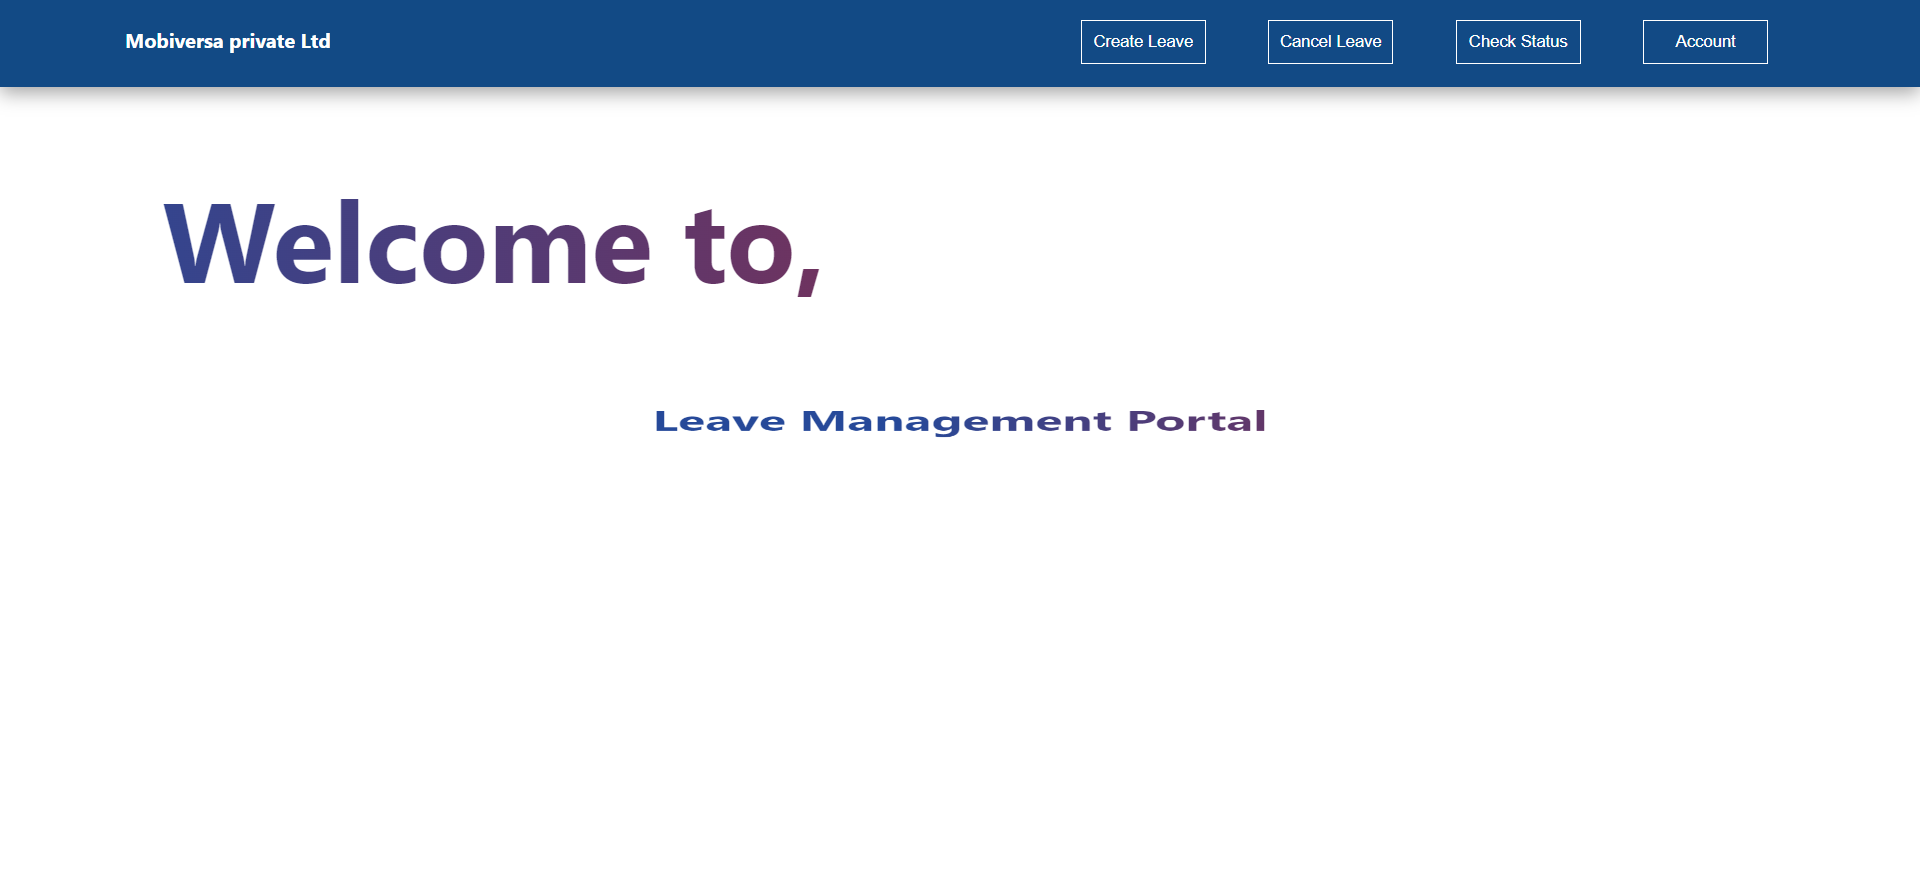 Mobiversa private Ltd
Create Leave
Cancel Leave
Check Status
Account
Welcome to,
Leave Management Portal